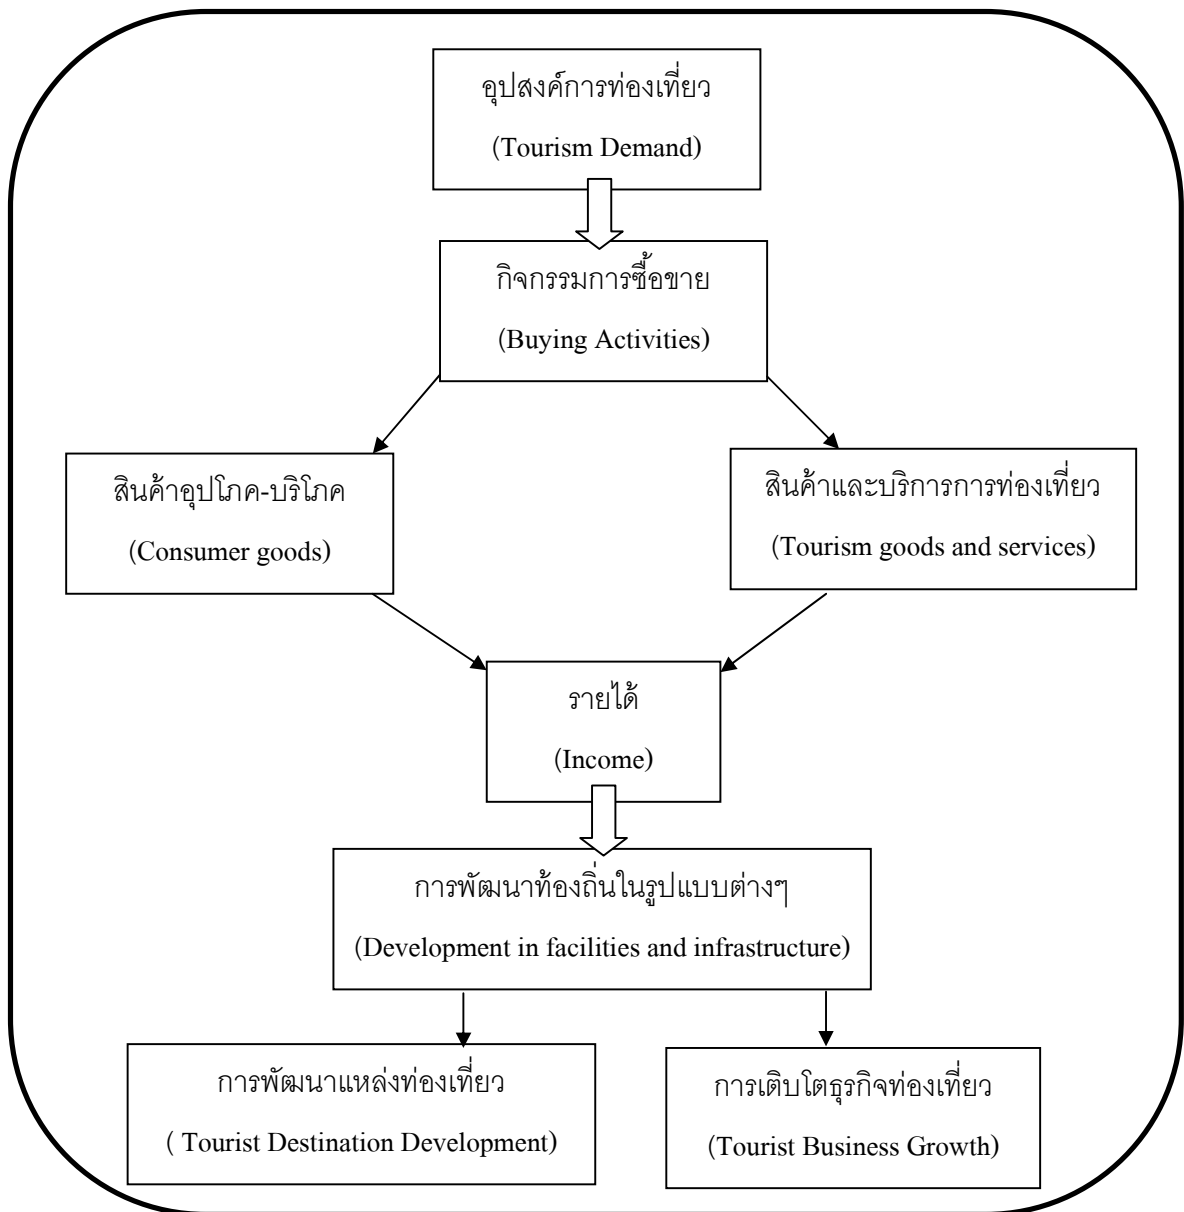 อุปสงค์การท่องเที่ยว
(Tourism Demand)
กิจกรรมการซื้อขาย
(Buying Activities)
สินค้าอุปโภค-บริโภค
(Consumer goods)
สินค้าและบริการการท่องเที่ยว
(Tourism goods and services)
รายได้
(Income)
การพัฒนาท้องถิ่นในรูปแบบต่างๆ
(Development in facilities and infrastructure)
การพัฒนาแหล่งท่องเที่ยว
( Tourist Destination Development)
การเติบโตธุรกิจท่องเที่ยว
(Tourist Business Growth)